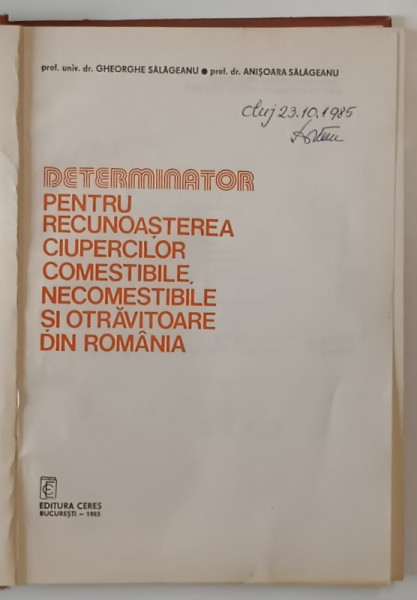 prof. univ. dr. GHEORGHE SĂLĂGEANU ● prof. dr. ANIȘOARA SĂLĂGEANU
Cluj 23.10.1985
DETERMINATOR
PENTRU
RECUNOAȘTEREA
CIUPERCILOR
COMESTIBILE,
NECOMESTIBILE
ȘI OTRĂVITOARE
DIN ROMÂNIA
EDITURA CERES
BUCUREȘTI — 1985